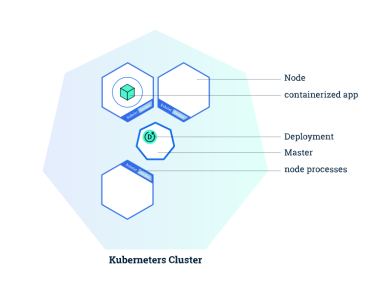 Node
containerized app
Deployment
Master
node processes
Kuberneters Cluster